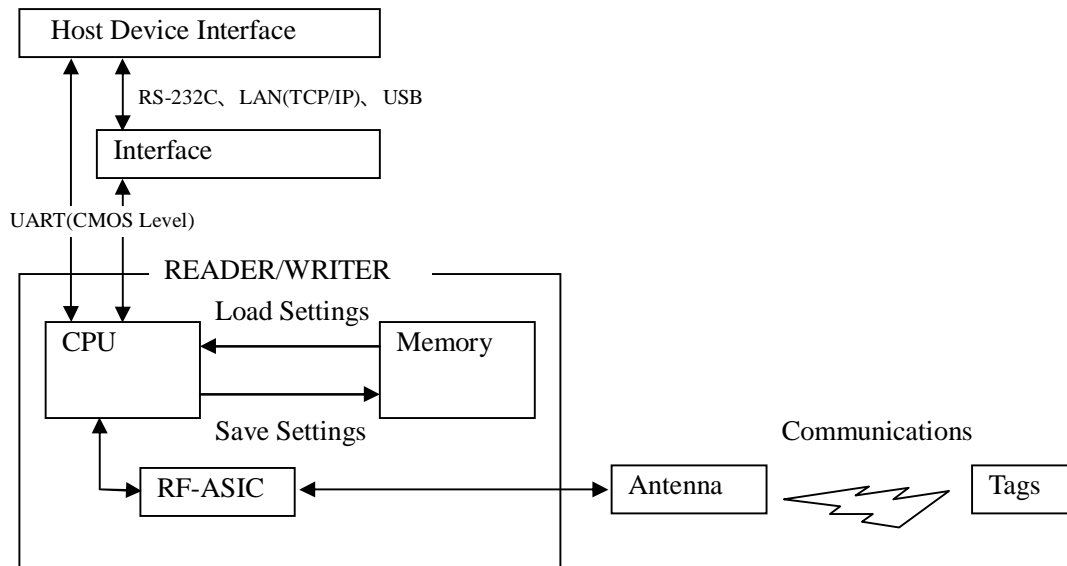 Host Device Interface
RS-232C、LAN(TCP/IP)、USB
Interface
UART(CMOS Level)
READER/WRITER
Load Settings
CPU
Memory
Save Settings
Communications
RF-ASIC
Antenna
Tags